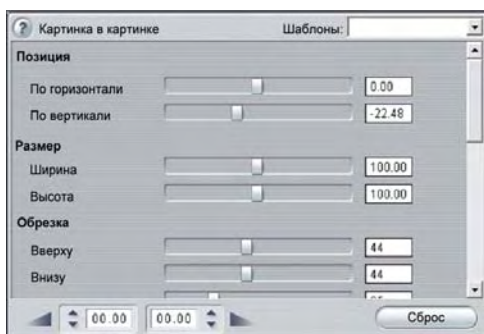 ? Картинка в картинке Шаблоны:
Позиция
По горизонтали 0.00
По вертикали -22.48
Размер
Ширина 100.00
Высота 100.00
Обрезка
Вверху 44
Внизу 44
00.00 00.00 Сброс